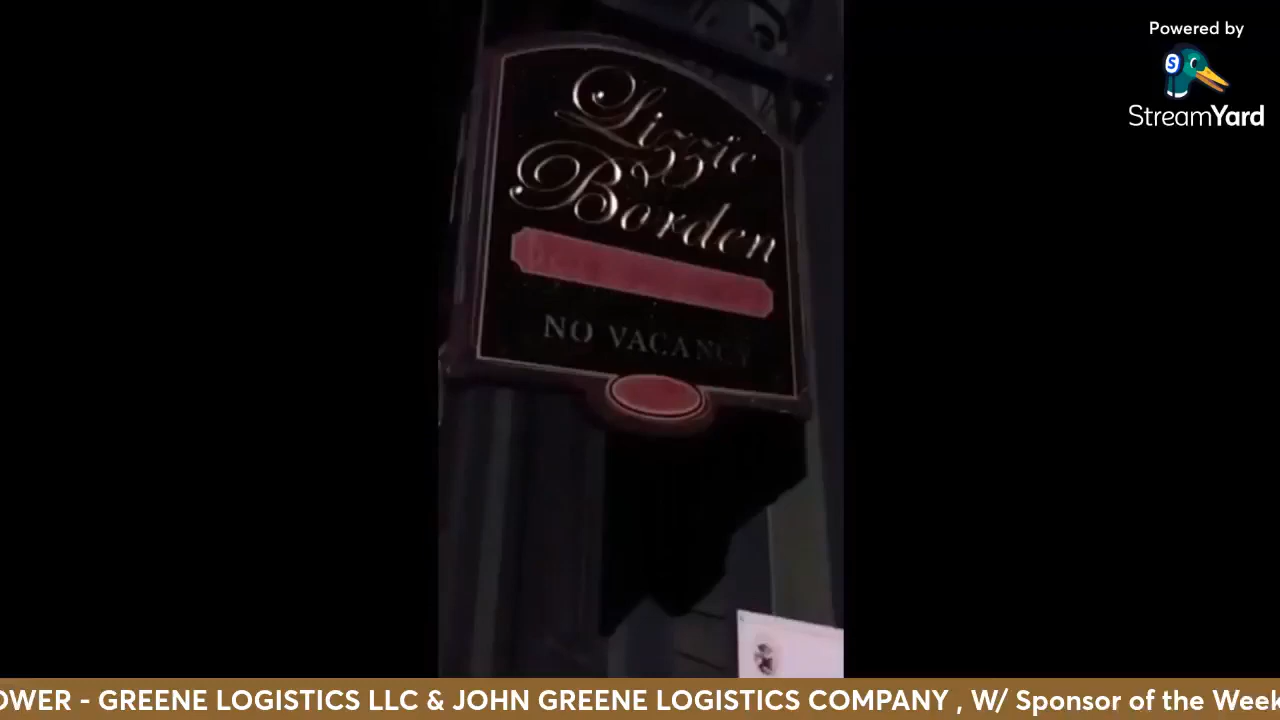 Powered by
StreamYard
Lizzie
Borden
NO VACANCY
OWER - GREENE LOGISTICS LLC & JOHN GREENE LOGISTICS COMPANY , W/ Sponsor of the Week